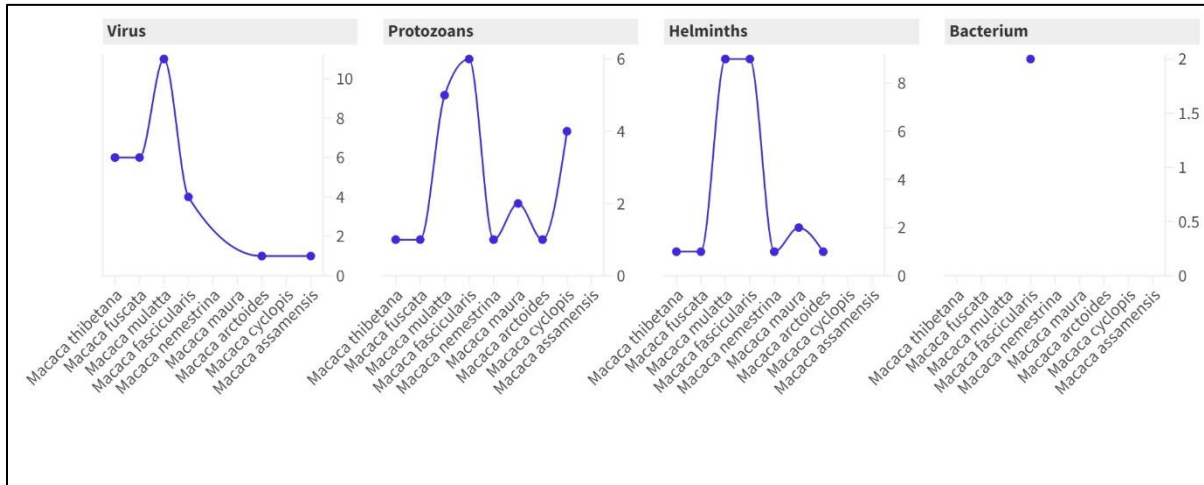 Virus
10
8
6
4
2
0
Macaca thibetana
Macaca fuscata
Macaca mulatta
Macaca fascicularis
Macaca nemestrina
Macaca maura
Macaca arctoides
Macaca cyclopis
Macaca assamensis
Protozoans
6
4
2
0
Macaca thibetana
Macaca fuscata
Macaca mulatta
Macaca fascicularis
Macaca nemestrina
Macaca maura
Macaca arctoides
Macaca cyclopis
Macaca assamensis
Helminths
8
6
4
2
0
Macaca thibetana
Macaca fuscata
Macaca mulatta
Macaca fascicularis
Macaca nemestrina
Macaca maura
Macaca arctoides
Macaca cyclopis
Macaca assamensis
Bacterium
2
1.5
1
0.5
0
Macaca thibetana
Macaca fuscata
Macaca mulatta
Macaca fascicularis
Macaca nemestrina
Macaca maura
Macaca arctoides
Macaca cyclopis
Macaca assamensis